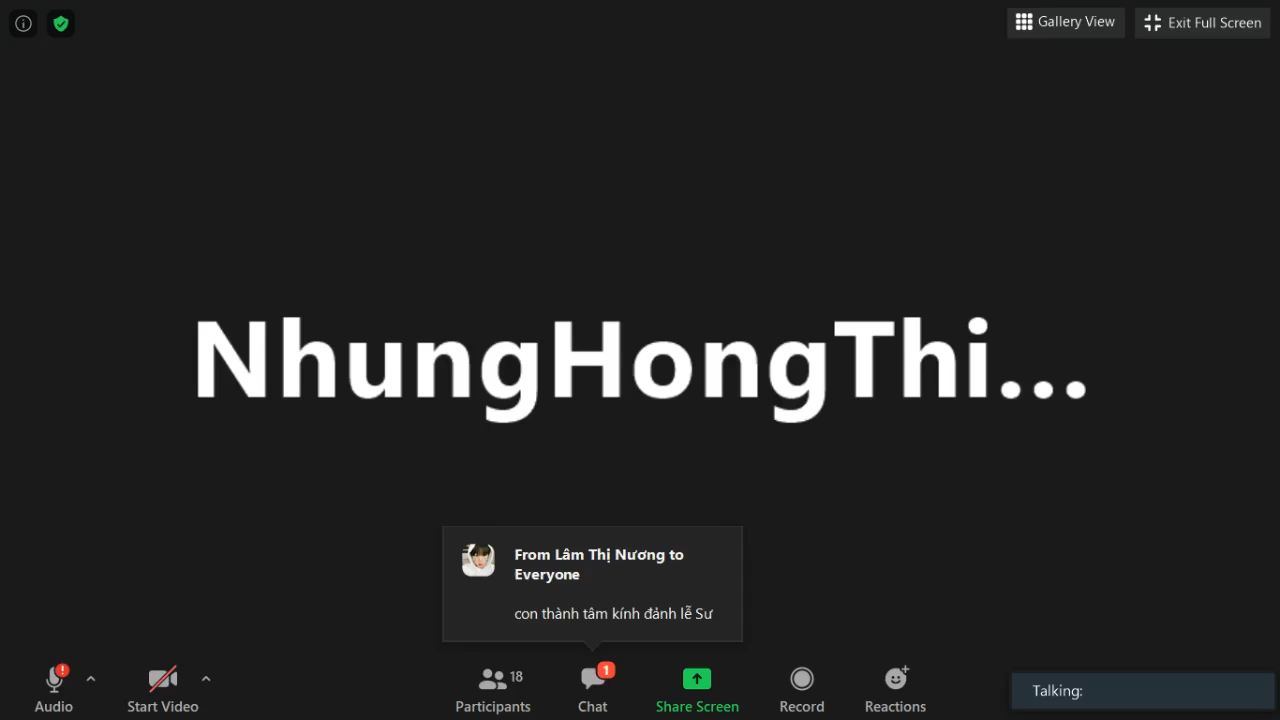 Gallery View
Exit Full Screen
NhungHongThi...
From Lâm Thị Nương to
Everyone
con thành tâm kính đảnh lễ Sư
18
1
Audio
Start Video
Participants
Chat
Share Screen
Record
Reactions
Talking: